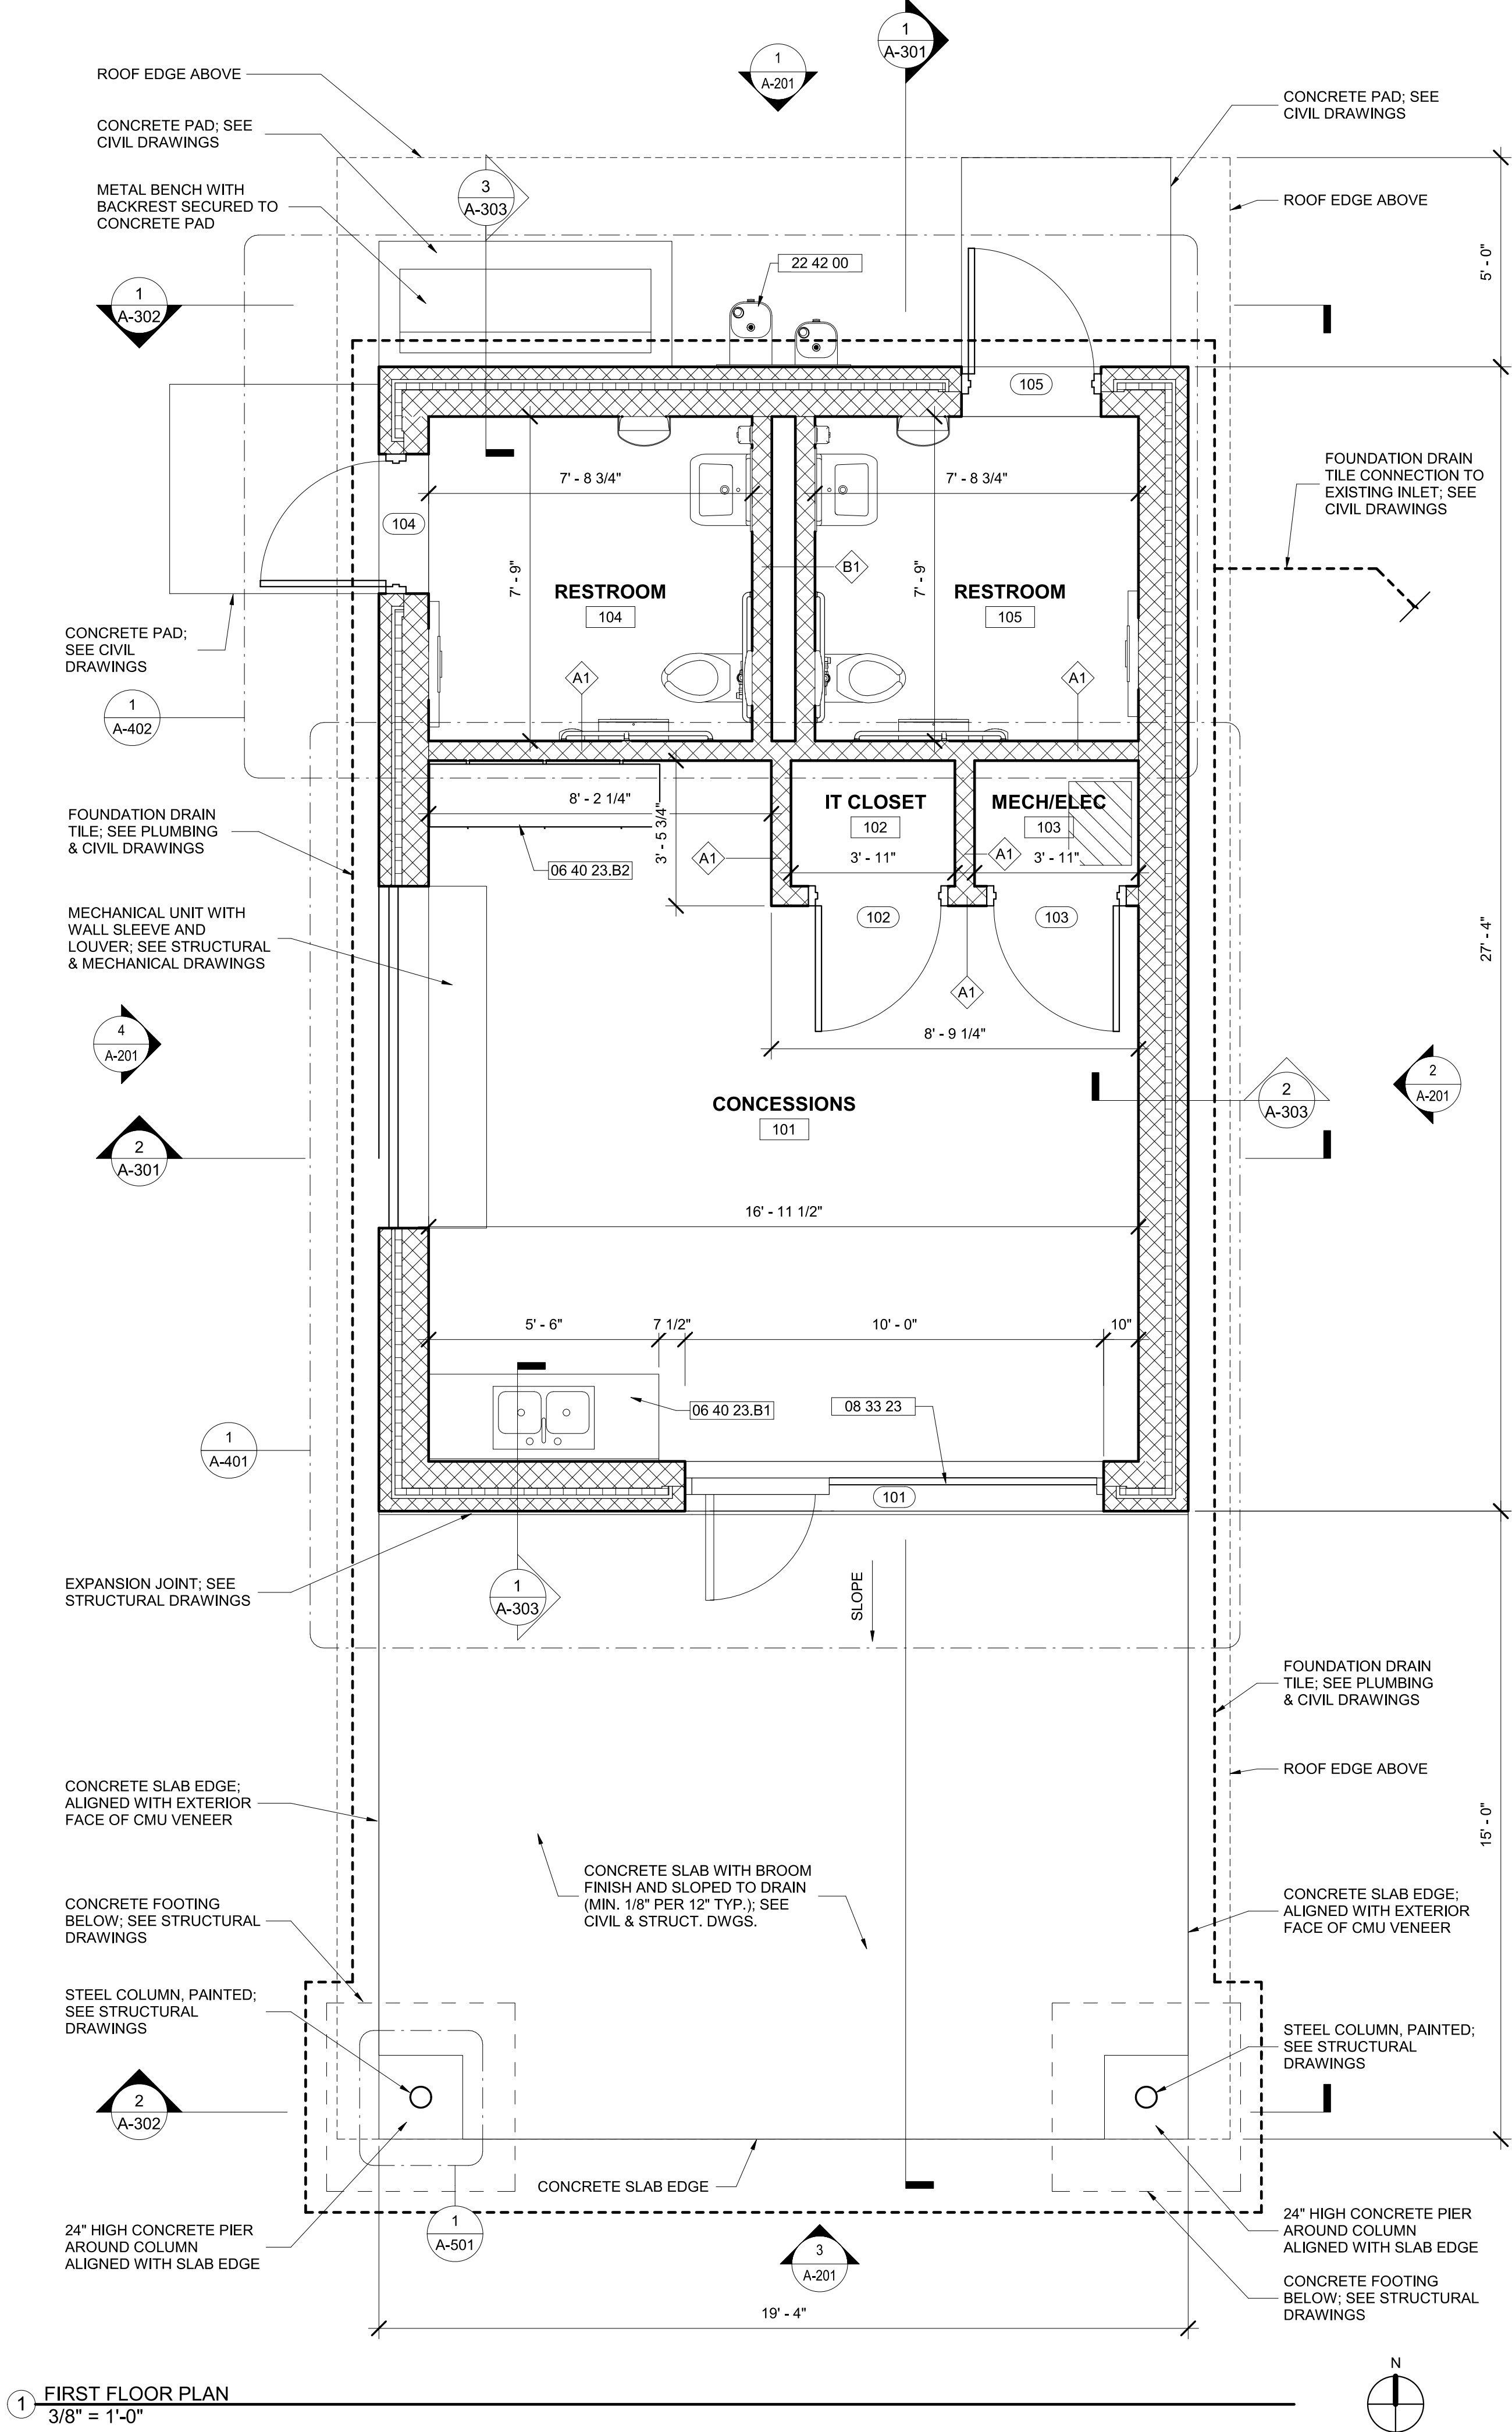 1
A-301
1
A-201
ROOF EDGE ABOVE
CONCRETE PAD; SEE
CIVIL DRAWINGS
CONCRETE PAD; SEE
CIVIL DRAWINGS
METAL BENCH WITH
BACKREST SECURED TO
CONCRETE PAD
3
A-303
ROOF EDGE ABOVE
5' - 0"
22 42 00
1
A-302
105
FOUNDATION DRAIN
TILE CONNECTION TO
EXISTING INLET; SEE
CIVIL DRAWINGS
7' - 8 3/4"
7' - 8 3/4"
104
B1
7' - 9"
7' - 9"
RESTROOM
104
RESTROOM
105
CONCRETE PAD;
SEE CIVIL
DRAWINGS
A1
A1
1
A-402
FOUNDATION DRAIN
TILE; SEE PLUMBING
& CIVIL DRAWINGS
8' - 2 1/4"
3' - 5 3/4"
IT CLOSET
102
MECH/ELEC
103
A1
A1
3' - 11"
3' - 11"
06 40 23.B2
102
103
27' - 4"
MECHANICAL UNIT WITH
WALL SLEEVE AND
LOUVER; SEE STRUCTURAL
& MECHANICAL DRAWINGS
A1
4
A-201
8' - 9 1/4"
2
A-303
2
A-201
CONCESSIONS
101
2
A-301
16' - 11 1/2"
5' - 6"
7 1/2"
10' - 0"
10"
06 40 23.B1
08 33 23
1
A-401
101
EXPANSION JOINT; SEE
STRUCTURAL DRAWINGS
1
A-303
SLOPE
FOUNDATION DRAIN
TILE; SEE PLUMBING
& CIVIL DRAWINGS
ROOF EDGE ABOVE
CONCRETE SLAB EDGE;
ALIGNED WITH EXTERIOR
FACE OF CMU VENEER
15' - 0"
CONCRETE SLAB WITH BROOM
FINISH AND SLOPED TO DRAIN
(MIN. 1/8" PER 12" TYP.); SEE
CIVIL & STRUCT. DWGS.
CONCRETE FOOTING
BELOW; SEE STRUCTURAL
DRAWINGS
CONCRETE SLAB EDGE;
ALIGNED WITH EXTERIOR
FACE OF CMU VENEER
STEEL COLUMN, PAINTED;
SEE STRUCTURAL
DRAWINGS
STEEL COLUMN, PAINTED;
SEE STRUCTURAL
DRAWINGS
2
A-302
CONCRETE SLAB EDGE
24" HIGH CONCRETE PIER
AROUND COLUMN
ALIGNED WITH SLAB EDGE
1
A-501
3
A-201
24" HIGH CONCRETE PIER
AROUND COLUMN
ALIGNED WITH SLAB EDGE
CONCRETE FOOTING
BELOW; SEE STRUCTURAL
DRAWINGS
19' - 4"
N
1
FIRST FLOOR PLAN
3/8" = 1'-0"